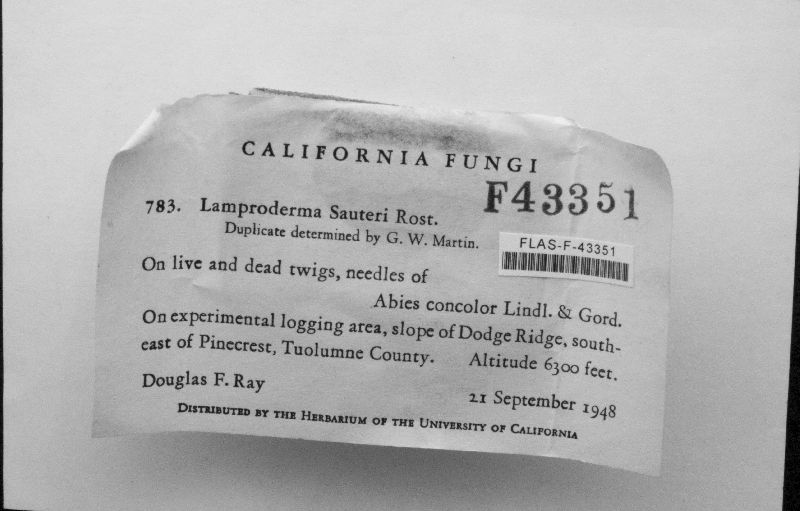 CALIFORNIA FUNGI
F43351
783. Lamproderma Sauteri Rost.
Duplicate determined by G. W. Martin.
FLAS-F-43351
On live and dead twigs, needles of
Abies concolor Lindl. & Gord.
On experimental logging area, slope of Dodge Ridge, south-
east of Pinecrest, Tuolumne County. Altitude 6300 feet.
Douglas F. Ray 21 September 1948
DISTRIBUTED BY THE HERBARIUM OF THE UNIVERSITY OF CALIFORNIA